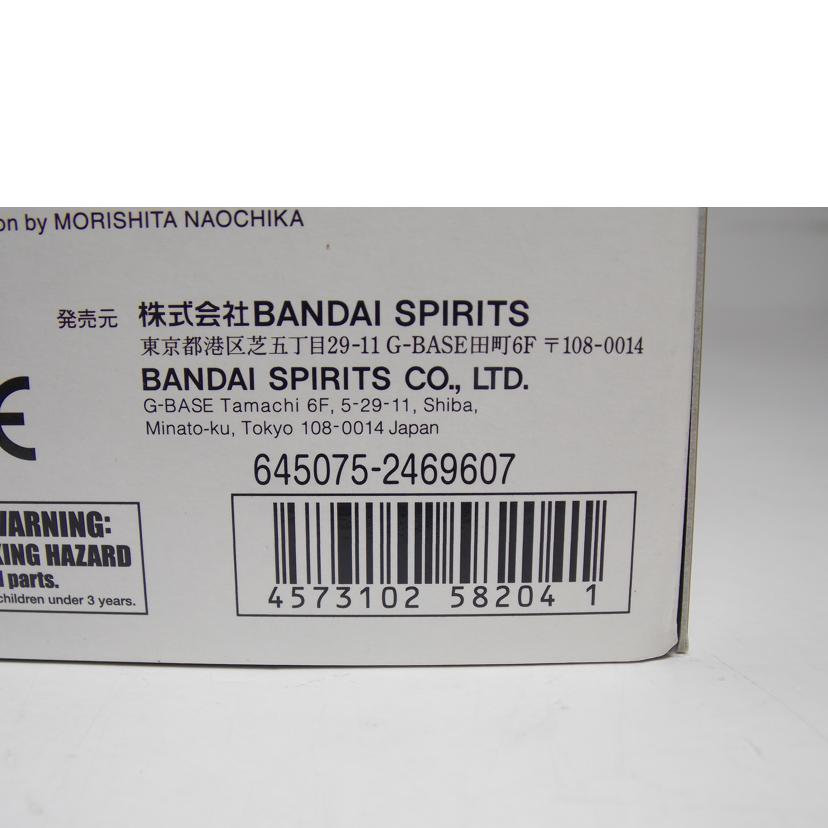 on by MORISHITA NAOCHIKA
発売元 株式会社BANDAI SPIRITS
東京都港区芝五丁目29-11 G-BASE田町6F 〒108-0014
BANDAI SPIRITS CO., LTD.
G-BASE Tamachi 6F, 5-29-11, Shiba,
Minato-ku, Tokyo 108-0014 Japan
CE
645075-2469607
WARNING:
KING HAZARD
l parts.
children under 3 years.
4573102 58204 1